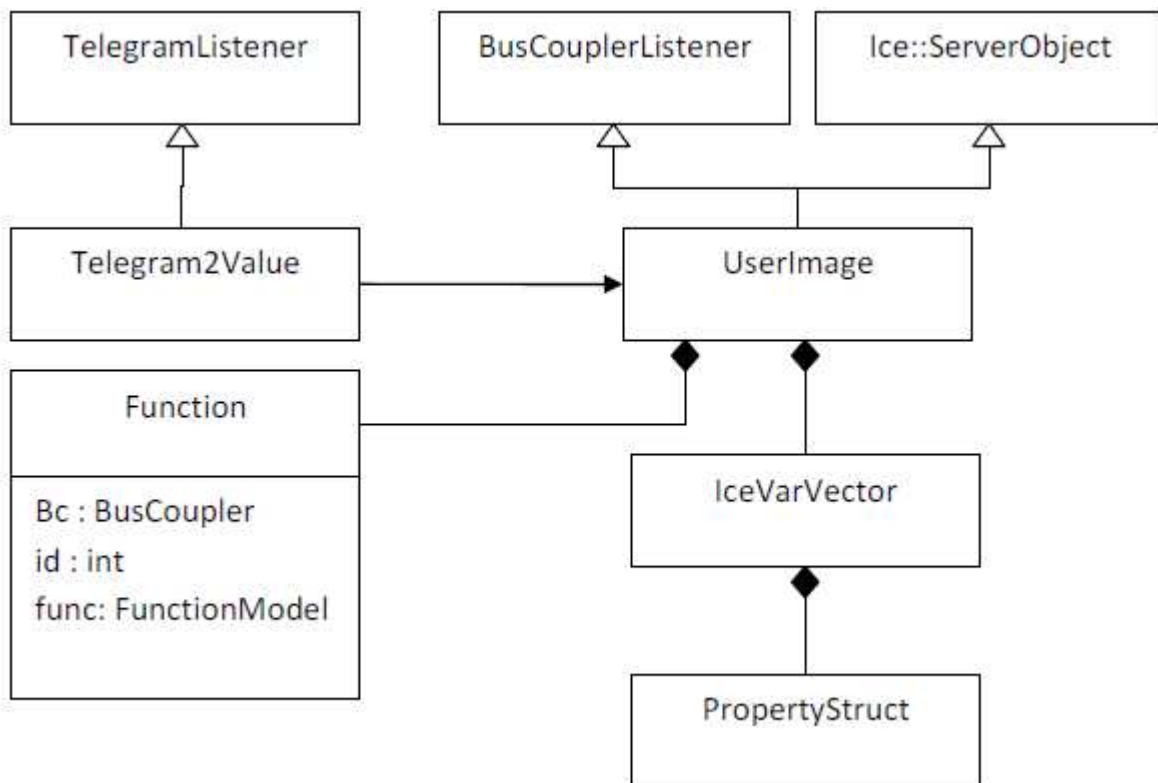 TelegramListener
BusCouplerListener
Ice::ServerObject
Telegram2Value
UserImage
Function
Bc : BusCoupler
id : int
func: FunctionModel
IceVarVector
PropertyStruct